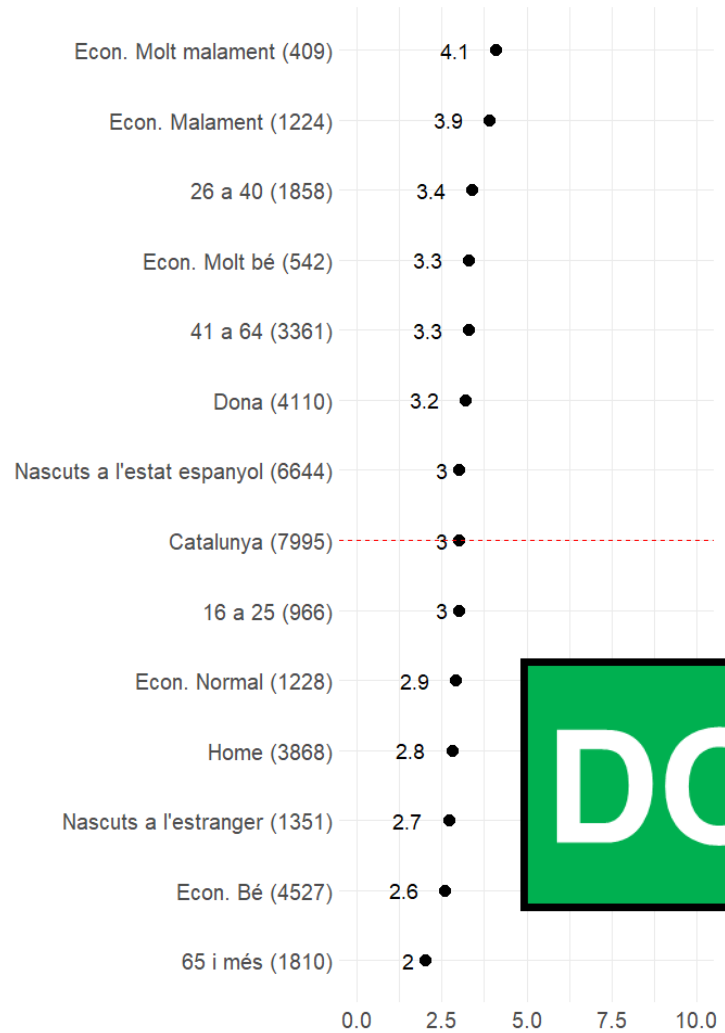 Econ. Molt malament (409) 4.1
Econ. Malament (1224) 3.9
26 a 40 (1858) 3.4
Econ. Molt bé (542) 3.3
41 a 64 (3361) 3.3
Dona (4110) 3.2
Nascuts a l'estat espanyol (6644) 3
Catalunya (7995) 3
16 a 25 (966) 3
Econ. Normal (1228) 2.9
Home (3868) 2.8
Nascuts a l'estranger (1351) 2.7
Econ. Bé (4527) 2.6
65 i més (1810) 2
0.0 2.5 5.0 7.5 10.0